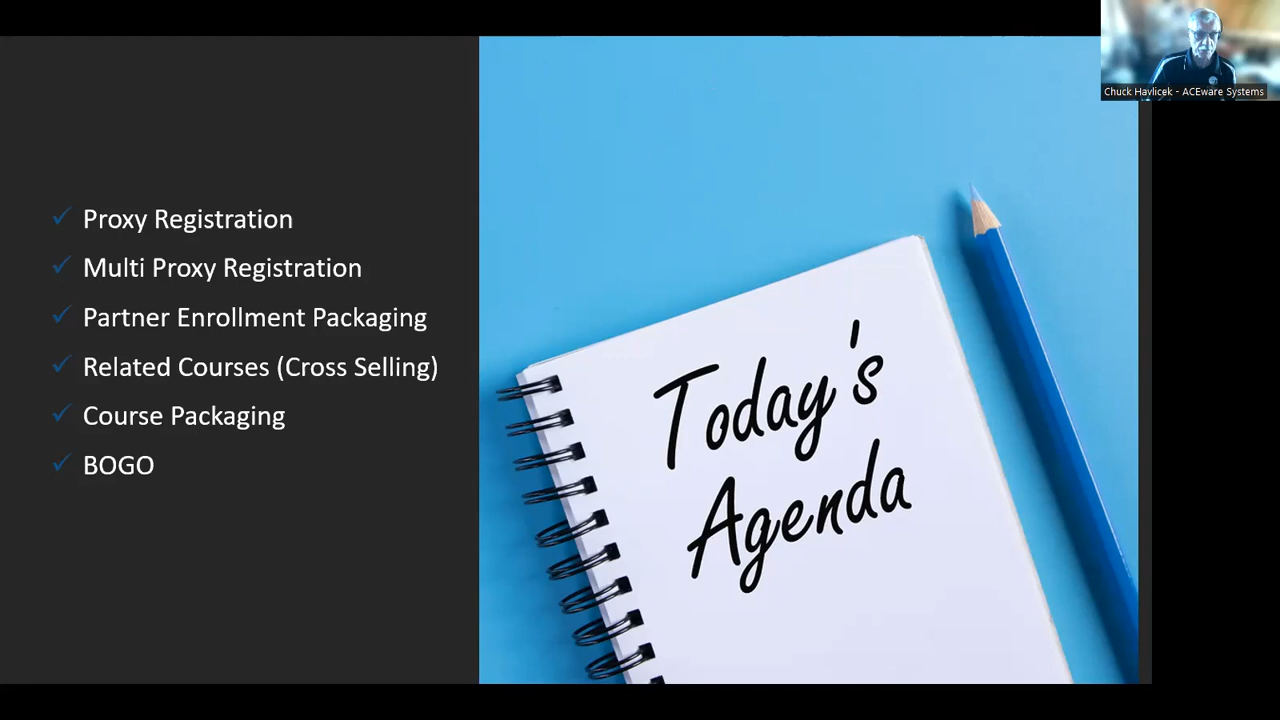 Proxy Registration
Multi Proxy Registration
Partner Enrollment Packaging
Related Courses (Cross Selling)
Course Packaging
BOGO
Today's
Agenda
Chuck Havlicek - ACEware Systems